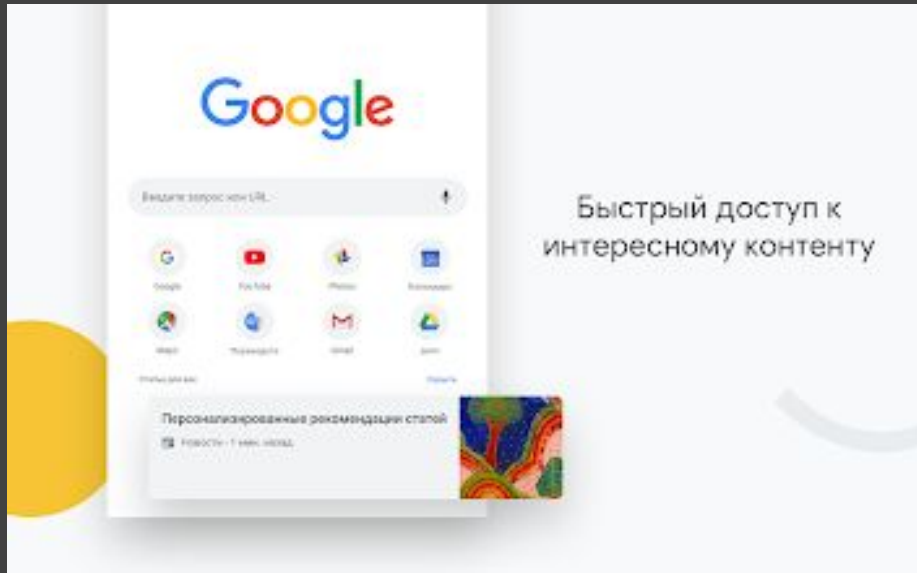 Google
Введите запрос или URL
Быстрый доступ к
интересному контенту
Google
YouTube
Photos
Календарь
Maps
Переводчик
Gmail
Диск
Статьи для вас
Скрыть
Персонализированные рекомендации статей
Новости - 1 мин. назад